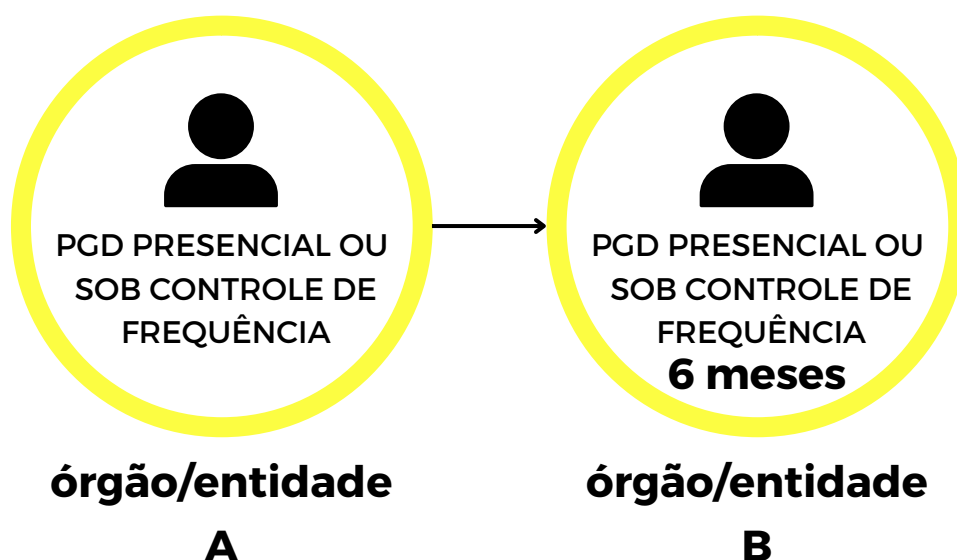 PGD PRESENCIAL OU
SOB CONTROLE DE
FREQUÊNCIA
órgão/entidade
A
PGD PRESENCIAL OU
SOB CONTROLE DE
FREQUÊNCIA
6 meses
órgão/entidade
B